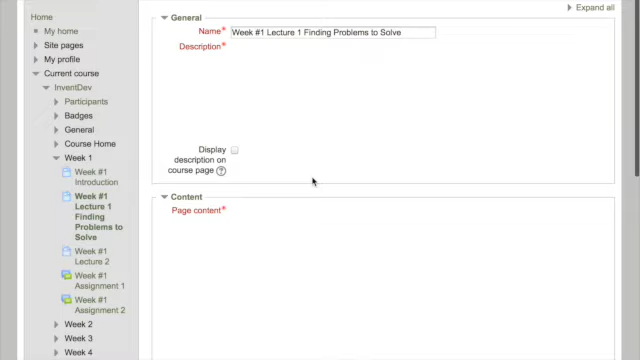 Expand all
Home
My home
Site pages
My profile
Current course
InventDev
Participants
Badges
General
Course Home
Week 1
Week #1
Introduction
Week #1
Lecture 1
Finding
Problems to
Solve
Week #1
Lecture 2
Week #1
Assignment 1
Week #1
Assignment 2
Week 2
Week 3
Week 4
General
Name*
Week #1 Lecture 1 Finding Problems to Solve
Description*
Display
description on
course page ?
Content
Page content*